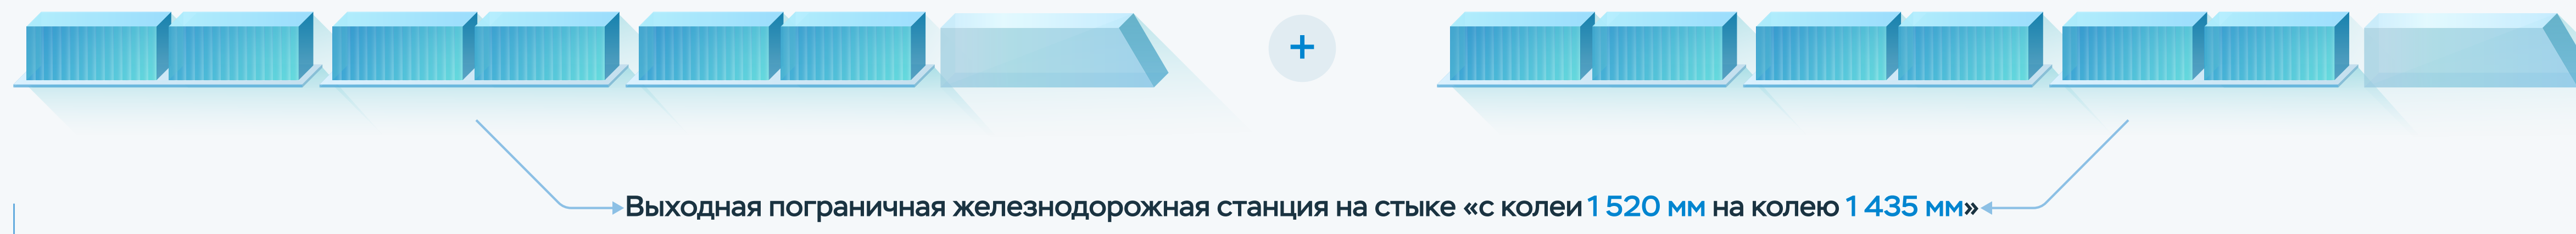 +
Выходная пограничная железнодорожная станция на стыке «с колеи 1 520 мм на колею 1 435 мм»